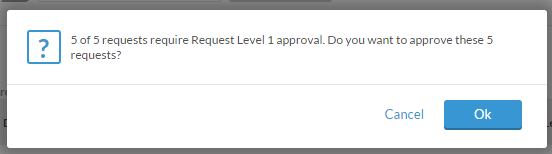 5 of 5 requests require Request Level 1 approval. Do you want to approve these 5
requests?
Cancel
Ok